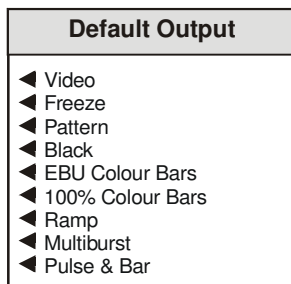 Default Output
Video
Freeze
Pattern
Black
EBU Colour Bars
100% Colour Bars
Ramp
Multiburst
Pulse & Bar